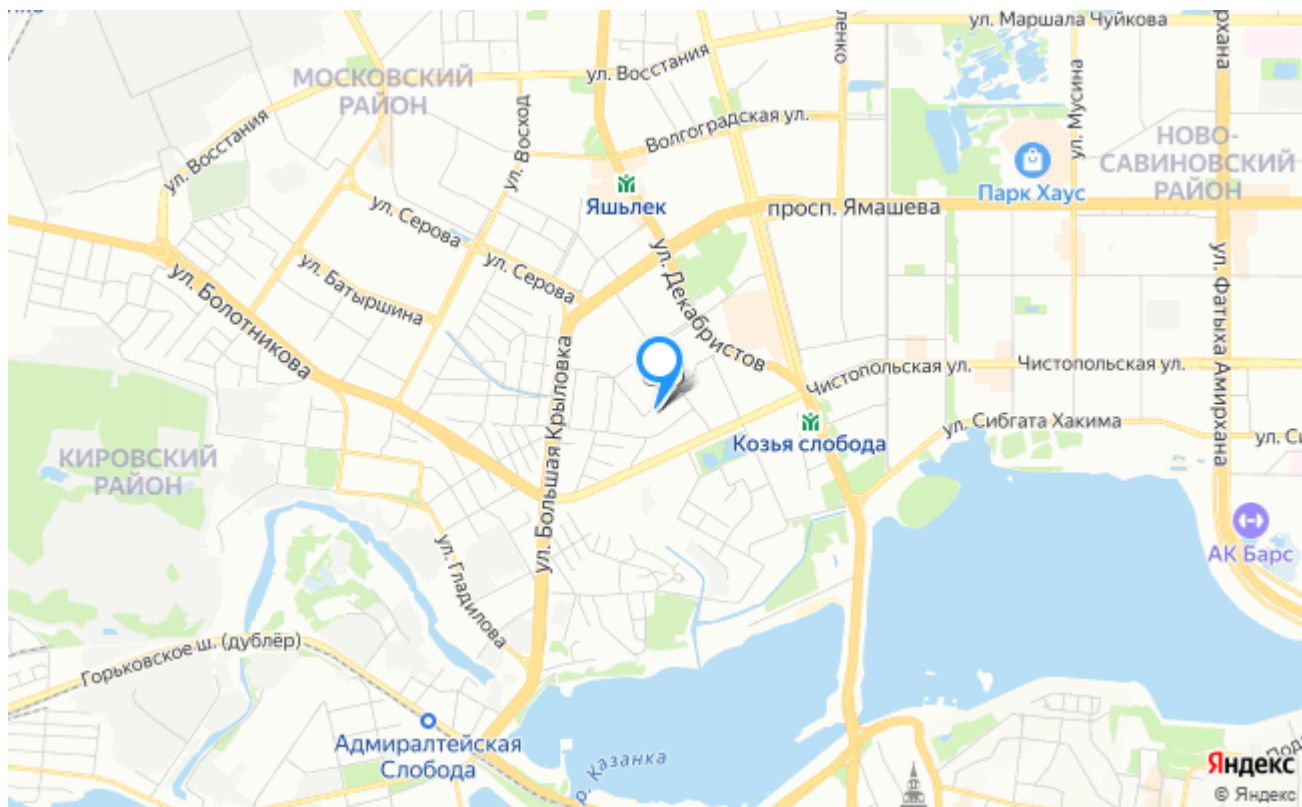 ул. Маршала Чуйкова
ул. Восстания
МОСКОВСКИЙ
РАЙОН
ул. Мусина
Волгоградская ул.
ул. Восход
НОВО-
САВИНОВСКИЙ
РАЙОН
ул. Восстания
Яшьлек
Парк Хаус
просп. Ямашева
ул. Серова
ул. Серова
ул. Декабристов
ул. Батыршина
ул. Болотникова
ул. Фатыха Амирхана
ул. Большая Крыловка
Чистопольская ул.
Чистопольская ул.
ул. Сибгата Хакима
Козья слобода
КИРОВСКИЙ
РАЙОН
АК Барс
ул. Гладилова
Горьковское ш. (дублёр)
Адмиралтейская
Слобода
р. Казанка
Яндекс
© Яндекс